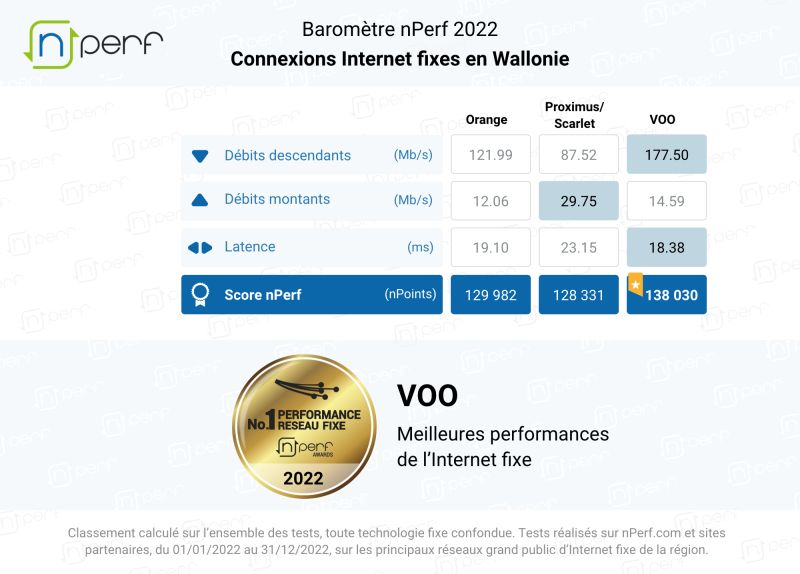 nperf
Baromètre nPerf 2022
Connexions Internet fixes en Wallonie
Orange
Proximus/
Scarlet
VOO
Débits descendants (Mb/s) 121.99 87.52 177.50
Débits montants (Mb/s) 12.06 29.75 14.59
Latence (ms) 19.10 23.15 18.38
Score nPerf (nPoints) 129 982 128 331 138 030
No.1 PERFORMANCE
RESEAU FIXE
nperf
AWARDS
2022
VOO
Meilleures performances
de l’Internet fixe
Classement calculé sur l’ensemble des tests, toute technologie fixe confondue. Tests réalisés sur nPerf.com et sites
partenaires, du 01/01/2022 au 31/12/2022, sur les principaux réseaux grand public d’Internet fixe de la région.